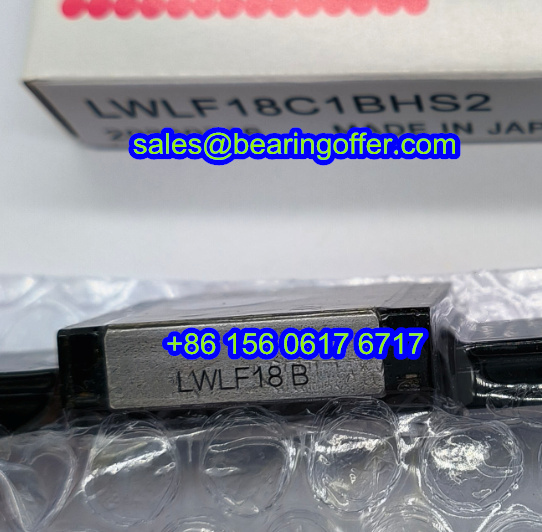 LWLF18C1BHS2
MADE IN JAP
sales@bearingoffer.com
+86 156 0617 6717
LWLF18 B